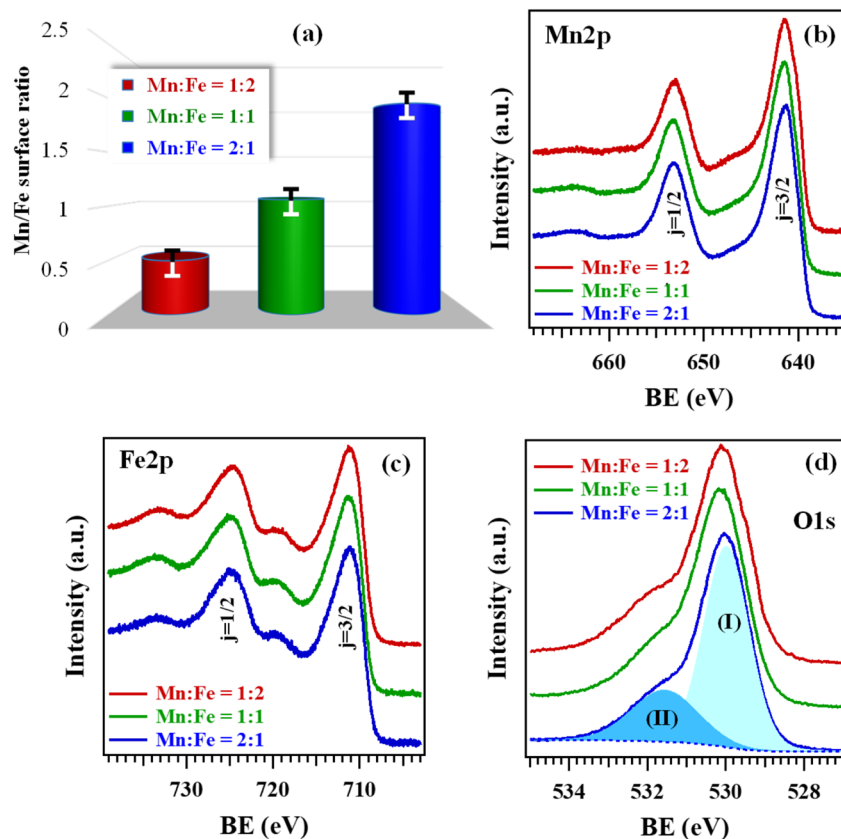 (a)
Mn/Fe surface ratio
2.5
2
1.5
1
0.5
0
Mn:Fe = 1:2
Mn:Fe = 1:1
Mn:Fe = 2:1
(b)
Mn2p
Intensity (a.u.)
j=1/2
j=3/2
Mn:Fe = 1:2
Mn:Fe = 1:1
Mn:Fe = 2:1
660 650 640
BE (eV)
(c)
Fe2p
Intensity (a.u.)
j=1/2
j=3/2
Mn:Fe = 1:2
Mn:Fe = 1:1
Mn:Fe = 2:1
730 720 710
BE (eV)
(d)
Mn:Fe = 1:2
Mn:Fe = 1:1
Mn:Fe = 2:1
O1s
Intensity (a.u.)
(I)
(II)
534 532 530 528
BE (eV)